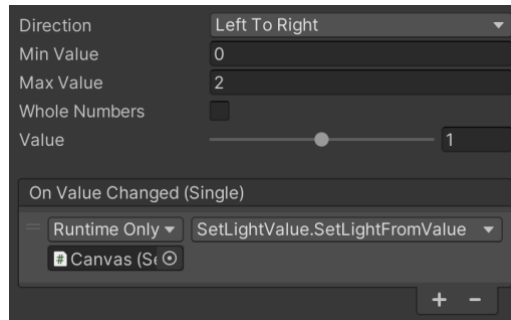 Direction Left To Right
Min Value 0
Max Value 2
Whole Numbers
Value 1
On Value Changed (Single)
Runtime Only SetLightValue.SetLightFromValue
# Canvas (Se
+ -